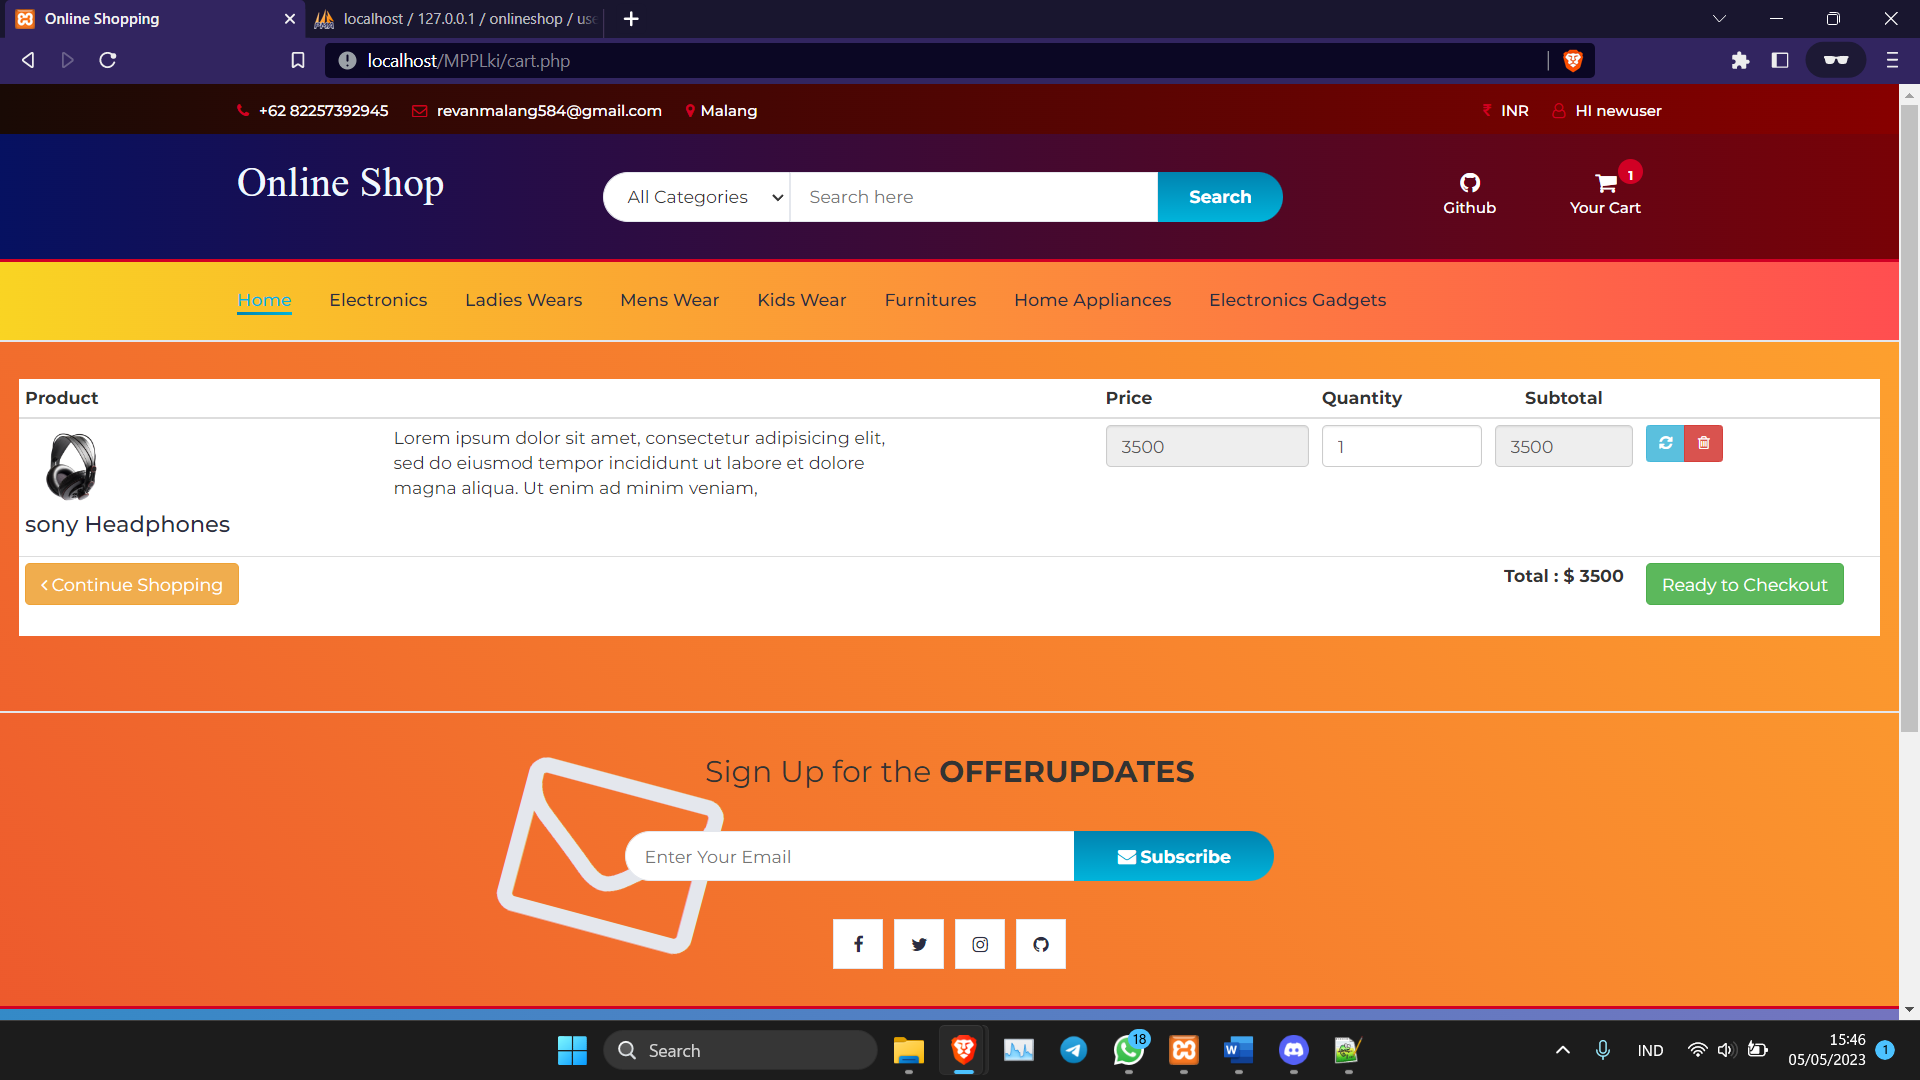 Online Shopping
localhost / 127.0.0.1 / onlineshop / use
localhost/MPPLki/cart.php
+62 82257392945 revanmalang584@gmail.com Malang
₹ INR HI newuser
Online Shop
All Categories Search here Search
Github
1
Your Cart
Home Electronics Ladies Wears Mens Wear Kids Wear Furnitures Home Appliances Electronics Gadgets
Product Price Quantity Subtotal
Lorem ipsum dolor sit amet, consectetur adipisicing elit,
sed do eiusmod tempor incididunt ut labore et dolore
magna aliqua. Ut enim ad minim veniam,
3500 1 3500
sony Headphones
Continue Shopping Total : $ 3500 Ready to Checkout
Sign Up for the OFFERUPDATES
Enter Your Email Subscribe
Search
18
W
IND
15:46
05/05/2023
1